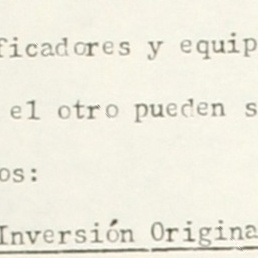 ficadores y equip
el otro pueden s
os:
Inversión Origina